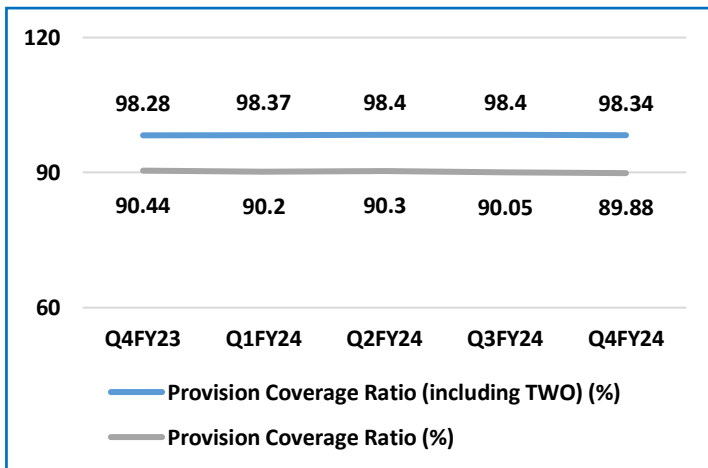 120
98.28 98.37 98.4 98.4 98.34
90
90.44 90.2 90.3 90.05 89.88
60
Q4FY23 Q1FY24 Q2FY24 Q3FY24 Q4FY24
Provision Coverage Ratio (including TWO) (%)
Provision Coverage Ratio (%)